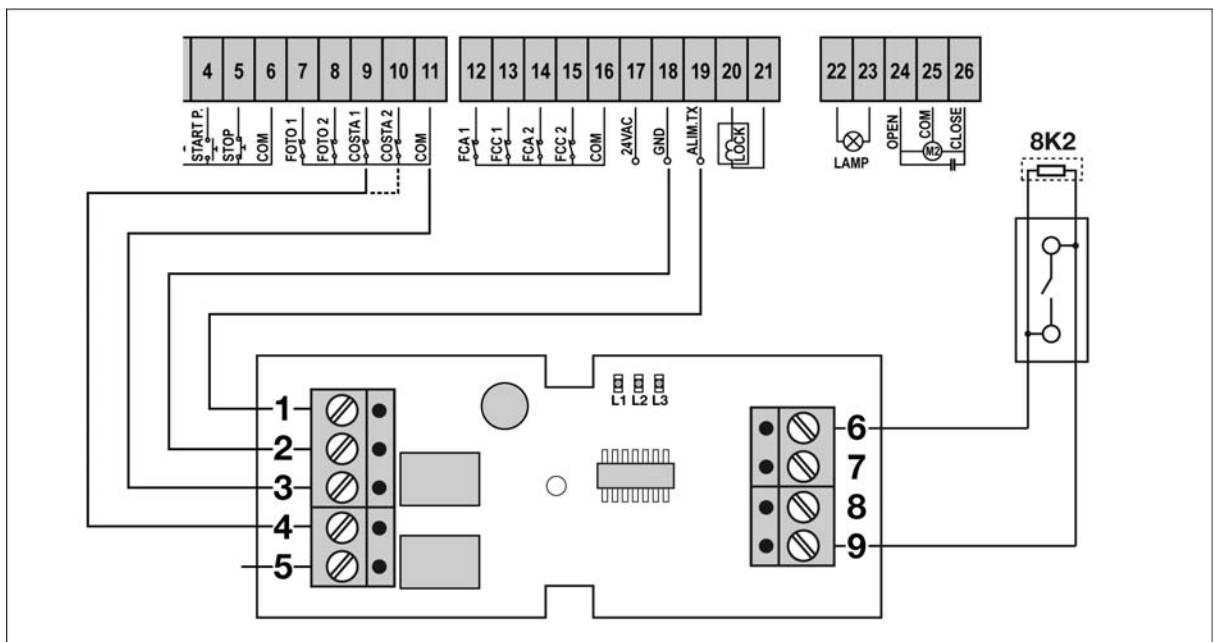 4 5 6 7 8 9 10 11 12 13 14 15 16 17 18 19 20 21 22 23 24 25 26
START P.
STOP
COM
FOTO 1
FOTO 2
COSTA 1
COSTA 2
COM
FCA 1
FCC 1
FCA 2
FCC 2
COM
24VAC
GND
ALIM.TX
LOCK
LAMP
OPEN
COM
M2
CLOSE
8K2
L1 L2 L3
1
2
3
4
5
6
7
8
9